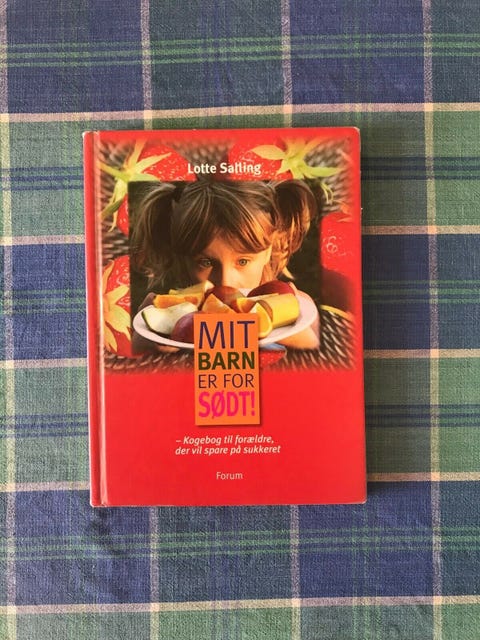 Lotte Salling
MIT
BARN
ER FOR
SØDT!
– Kogebog til forældre,
der vil spare på sukkeret
Forum